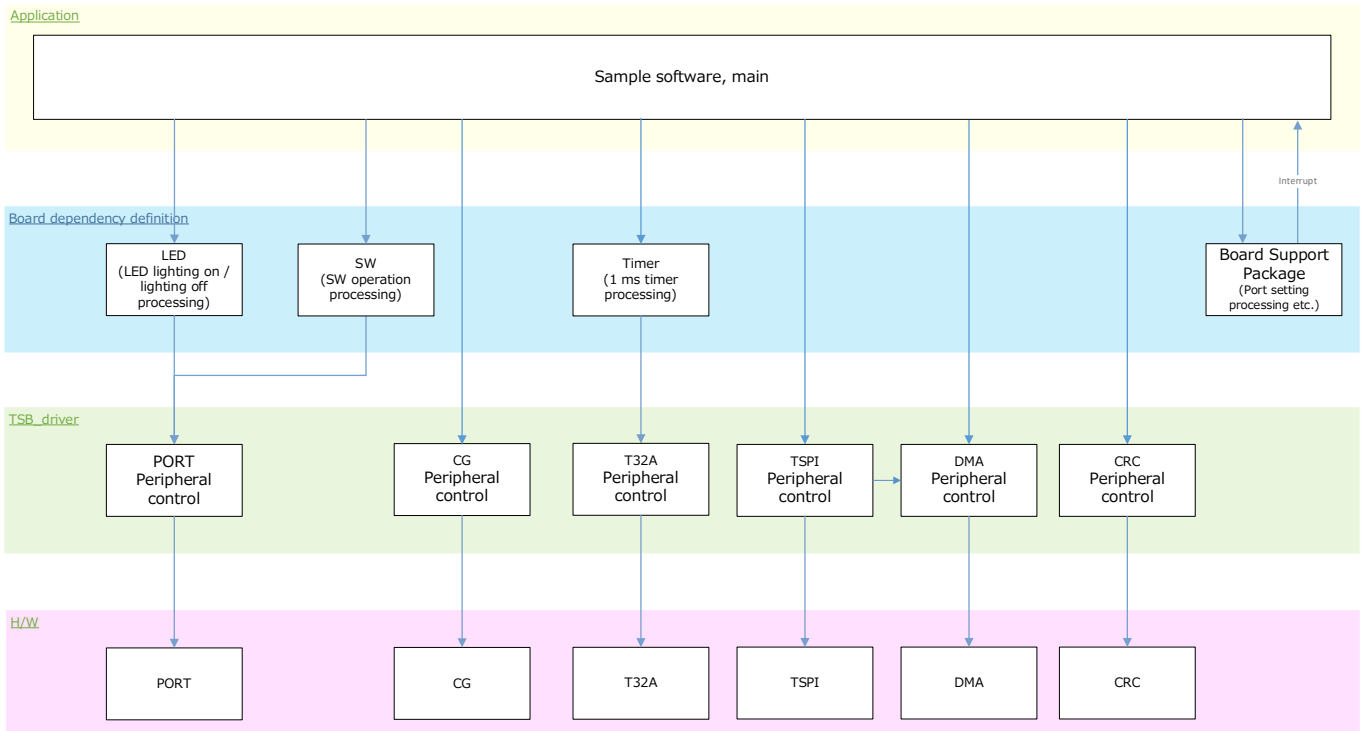 Application
Sample software, main
Interrupt
Board dependency definition
LED
(LED lighting on /
lighting off
processing)
SW
(SW operation
processing)
Timer
(1 ms timer
processing)
Board Support
Package
(Port setting
processing etc.)
TSB_driver
PORT
Peripheral
control
CG
Peripheral
control
T32A
Peripheral
control
TSPI
Peripheral
control
DMA
Peripheral
control
CRC
Peripheral
control
H/W
PORT
CG
T32A
TSPI
DMA
CRC